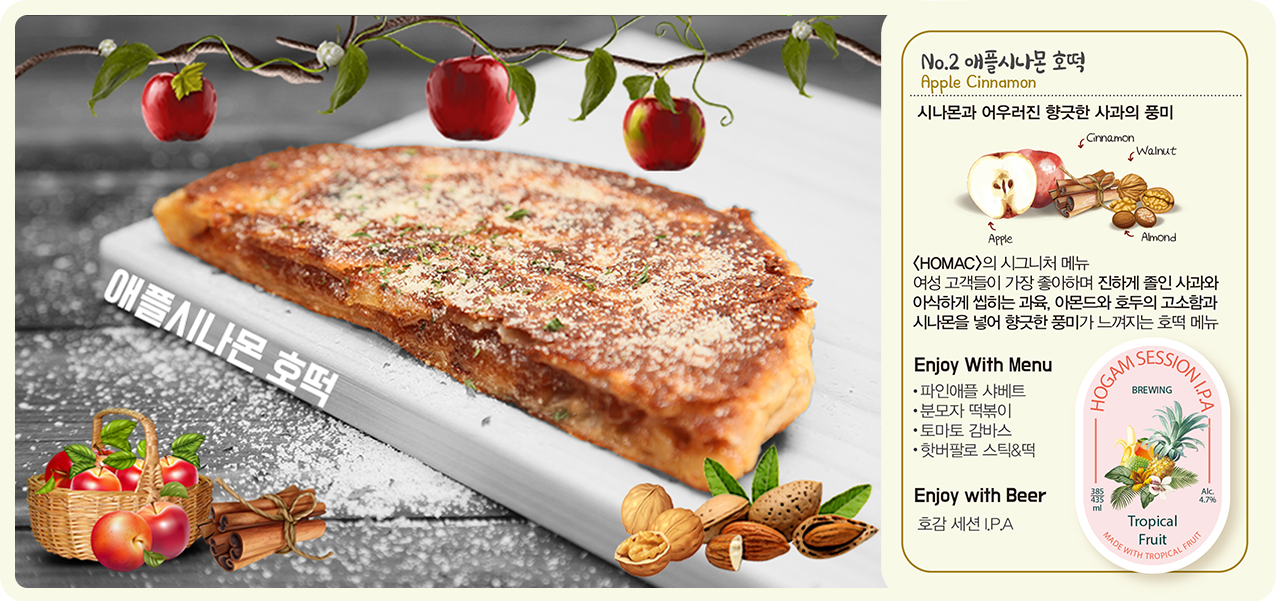 애플시나몬 호떡
No.2 애플시나몬 호떡
Apple Cinnamon
시나몬과 어우러진 향긋한 사과의 풍미
Cinnamon
Walnut
Apple
Almond
〈HOMAC〉의 시그니처 메뉴
여성 고객들이 가장 좋아하며 진하게 졸인 사과와
아삭하게 씹히는 과육, 아몬드와 호두의 고소함과
시나몬을 넣어 향긋한 풍미가 느껴지는 호떡 메뉴
Enjoy With Menu
• 파인애플 샤베트
• 분모자 떡볶이
• 토마토 감바스
• 핫버팔로 스틱&떡
Enjoy with Beer
호감 세션 I.P.A
HOGAM SESSION I.P.A
BREWING
385
435
ml
Alc.
4.7%
Tropical
Fruit
MADE WITH TROPICAL FRUIT